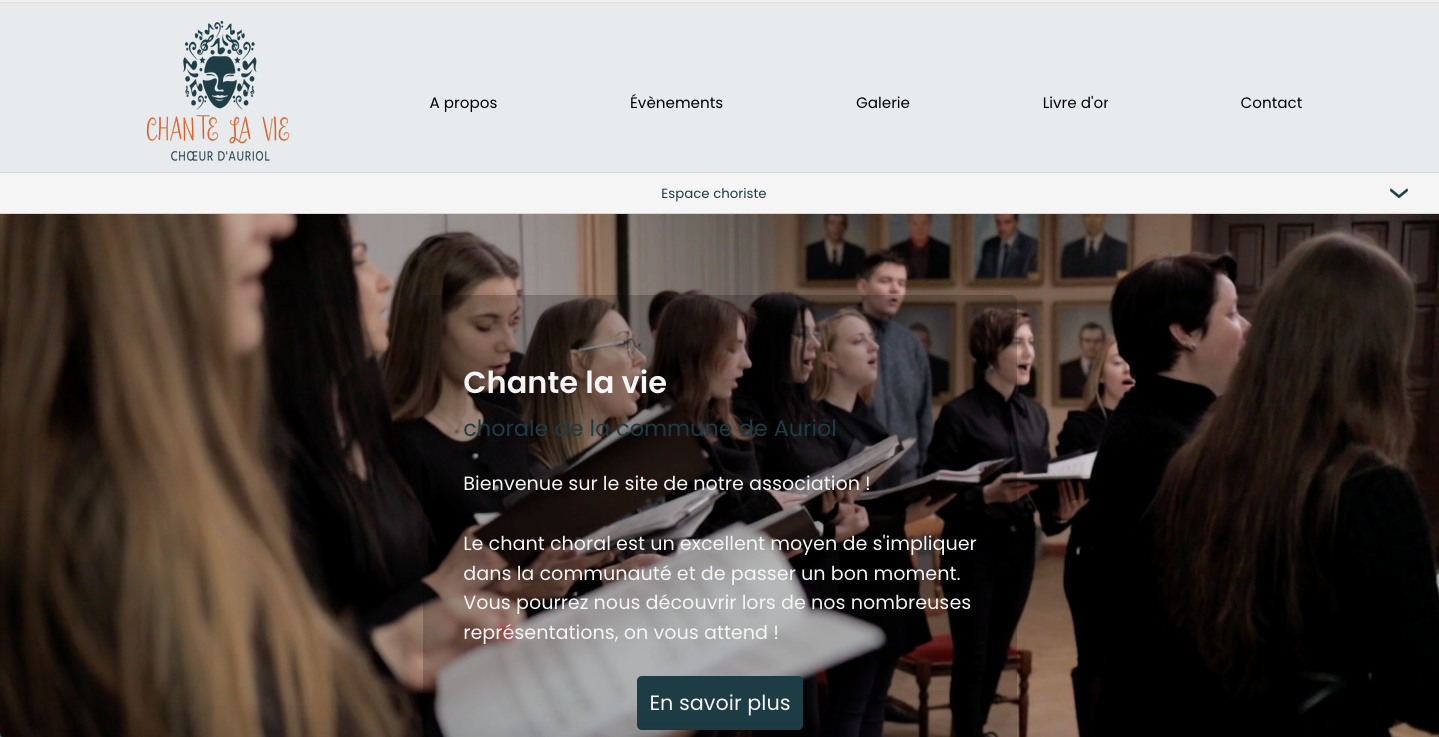 CHANTE LA VIE
CHŒUR D'AURIOL
A propos
Évènements
Galerie
Livre d'or
Contact
Espace choriste
Chante la vie
chorale de la commune de Auriol
Bienvenue sur le site de notre association !
Le chant choral est un excellent moyen de s'impliquer
dans la communauté et de passer un bon moment.
Vous pourrez nous découvrir lors de nos nombreuses
représentations, on vous attend !
En savoir plus